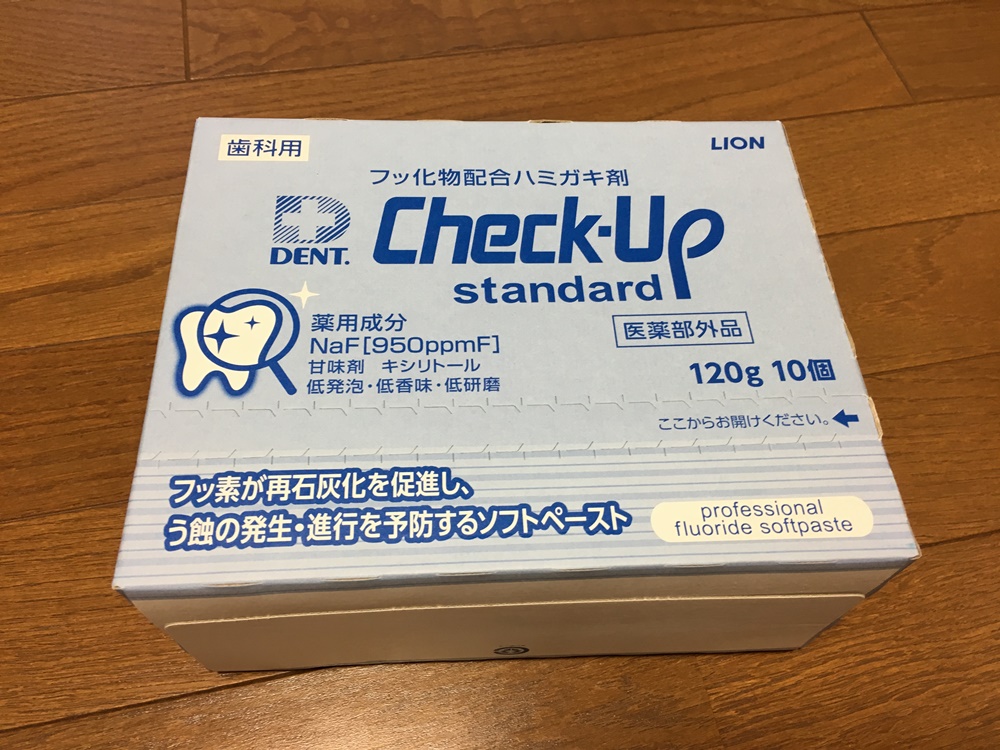 歯科用
LION
フッ化物配合ハミガキ剤
DENT.
Check-Up
standard
薬用成分
NaF[950ppmF]
甘味剤 キシリトール
低発泡・低香味・低研磨
医薬部外品
120g 10個
ここからお開けください。
フッ素が再石灰化を促進し、
う蝕の発生・進行を予防するソフトペースト
professional
fluoride softpaste